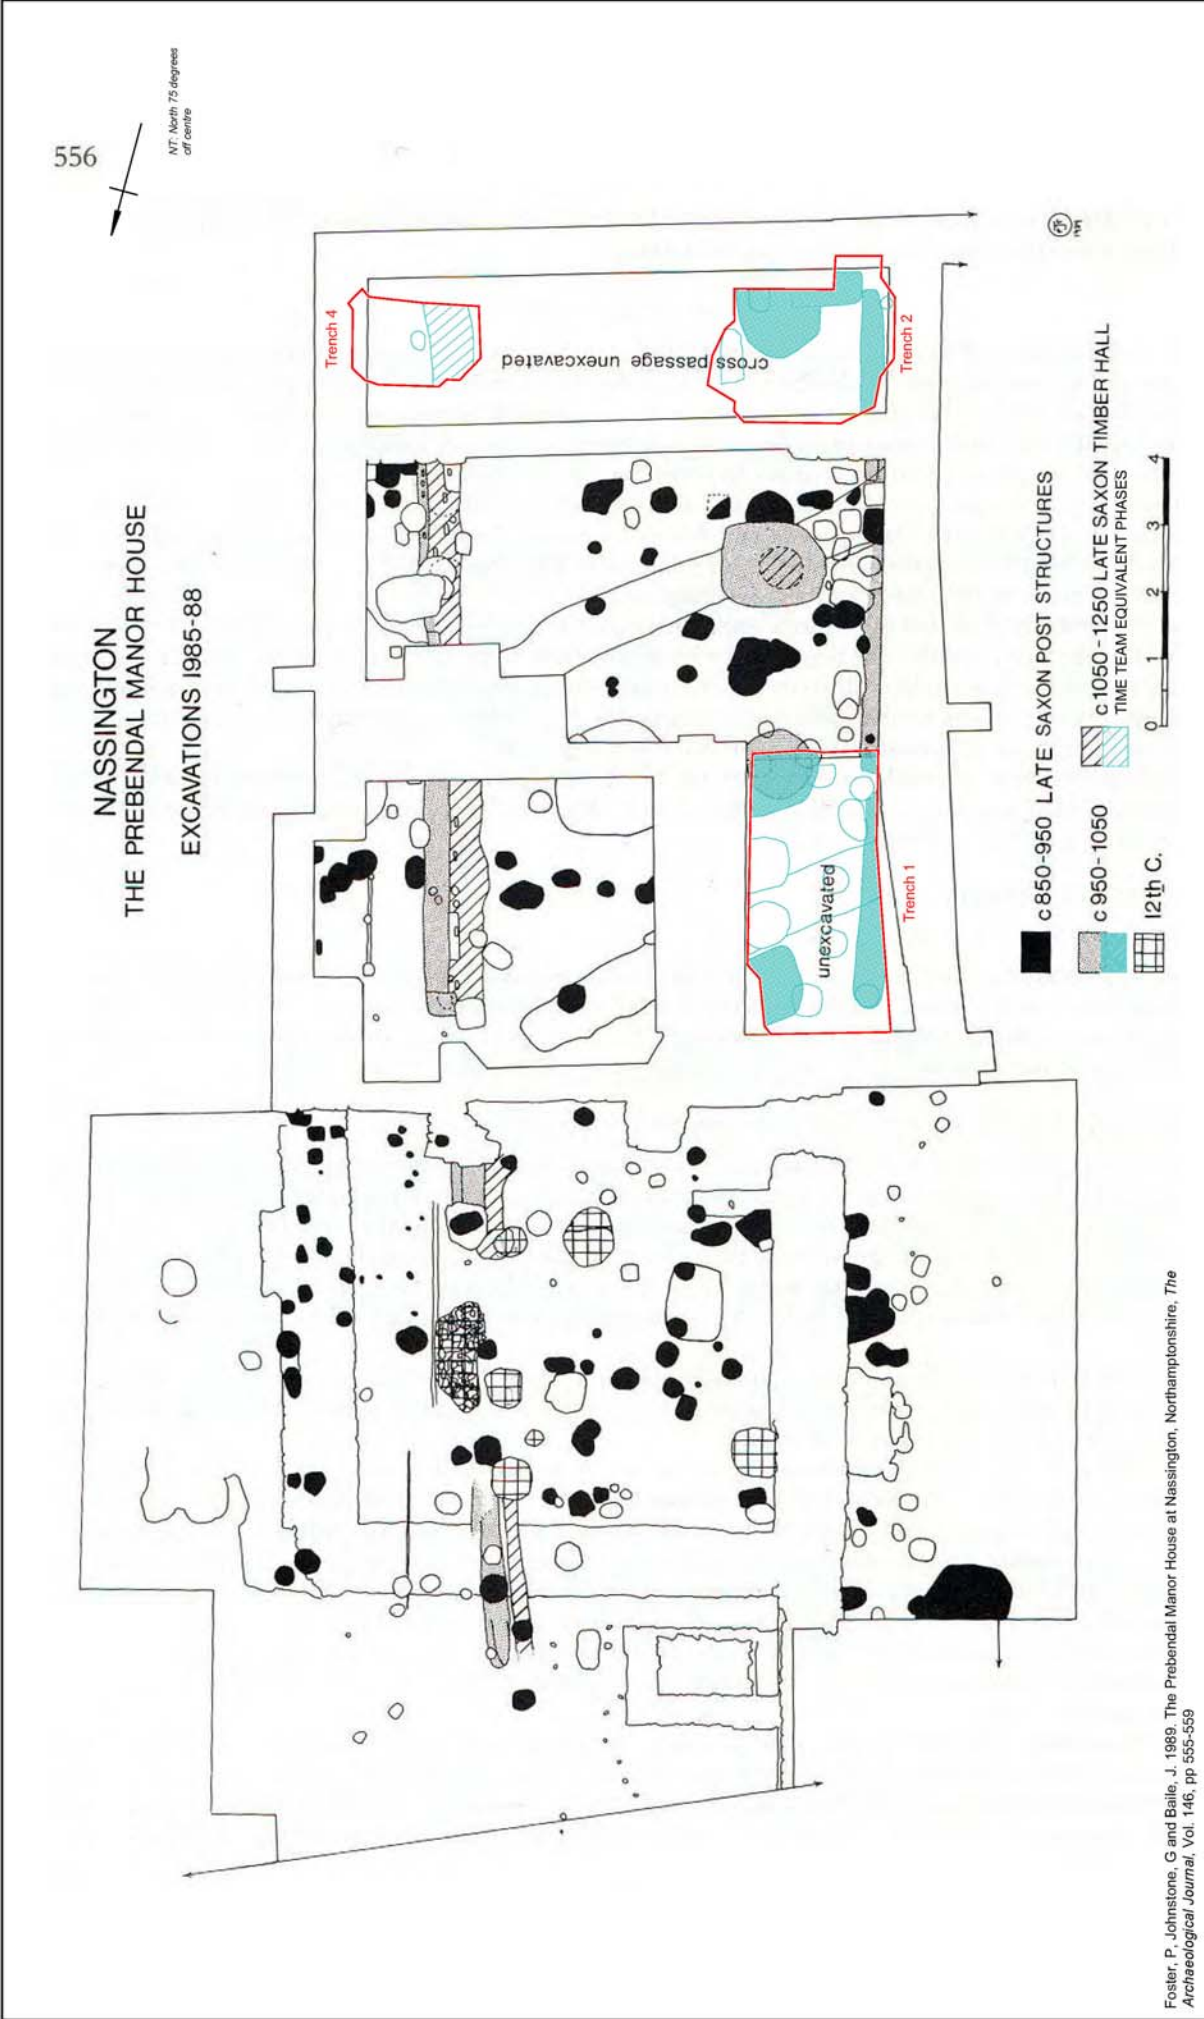 556
NT: North 75 degrees
off centre
NASSINGTON
THE PREBENDAL MANOR HOUSE
EXCAVATIONS 1985-88
Trench 4
cross passage unexcavated
Trench 2
unexcavated
Trench 1
c 850-950 LATE SAXON POST STRUCTURES
c 950-1050
c 1050-1250 LATE SAXON TIMBER HALL
TIME TEAM EQUIVALENT PHASES
12th C.
0 1 2 3 4
1989
Foster, P, Johnstone, G and Baile, J. 1989. The Prebendal Manor House at Nassington, Northamptonshire, The
Archaeological Journal, Vol. 146, pp 555-559